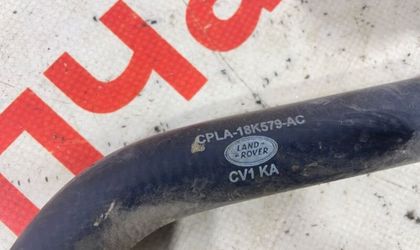 CPLA-18K579-AC
LAND
ROVER
CV1 KA